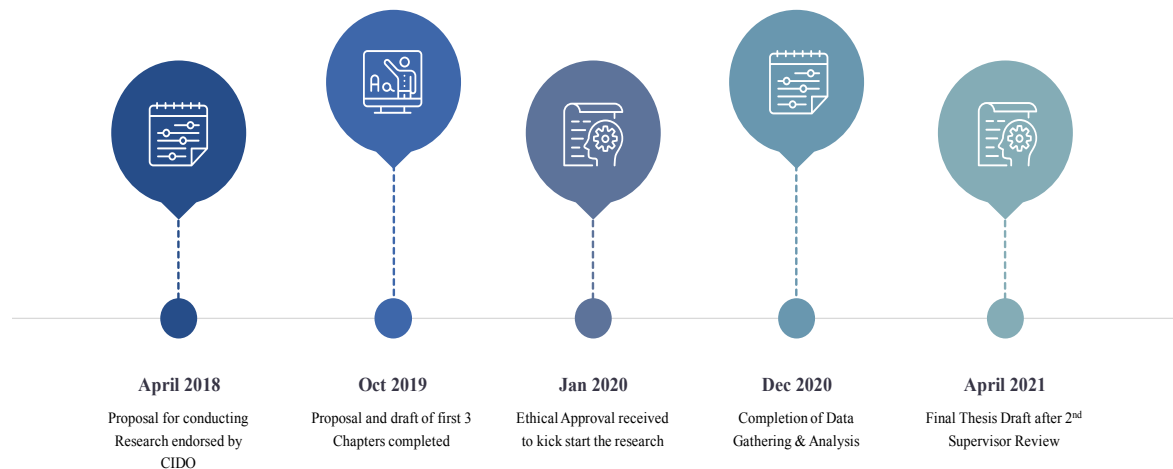 Aa
April 2018
Proposal for conducting
Research endorsed by
CIDO
Oct 2019
Proposal and draft of first 3
Chapters completed
Jan 2020
Ethical Approval received
to kick start the research
Dec 2020
Completion of Data
Gathering & Analysis
April 2021
Final Thesis Draft after 2nd
Supervisor Review